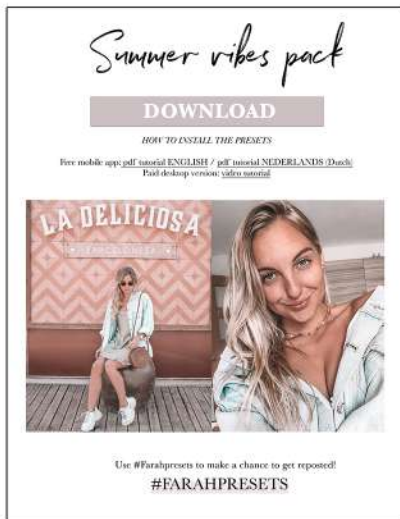 Summer vibes pack
DOWNLOAD
HOW TO INSTALL THE PRESETS
Free mobile app: pdf tutorial ENGLISH / pdf tutorial NEDERLANDS (Dutch)
Paid desktop version: video tutorial
LA DELICIOSA
Use #Farahpresets to make a chance to get reposted!
#FARAHPRESETS